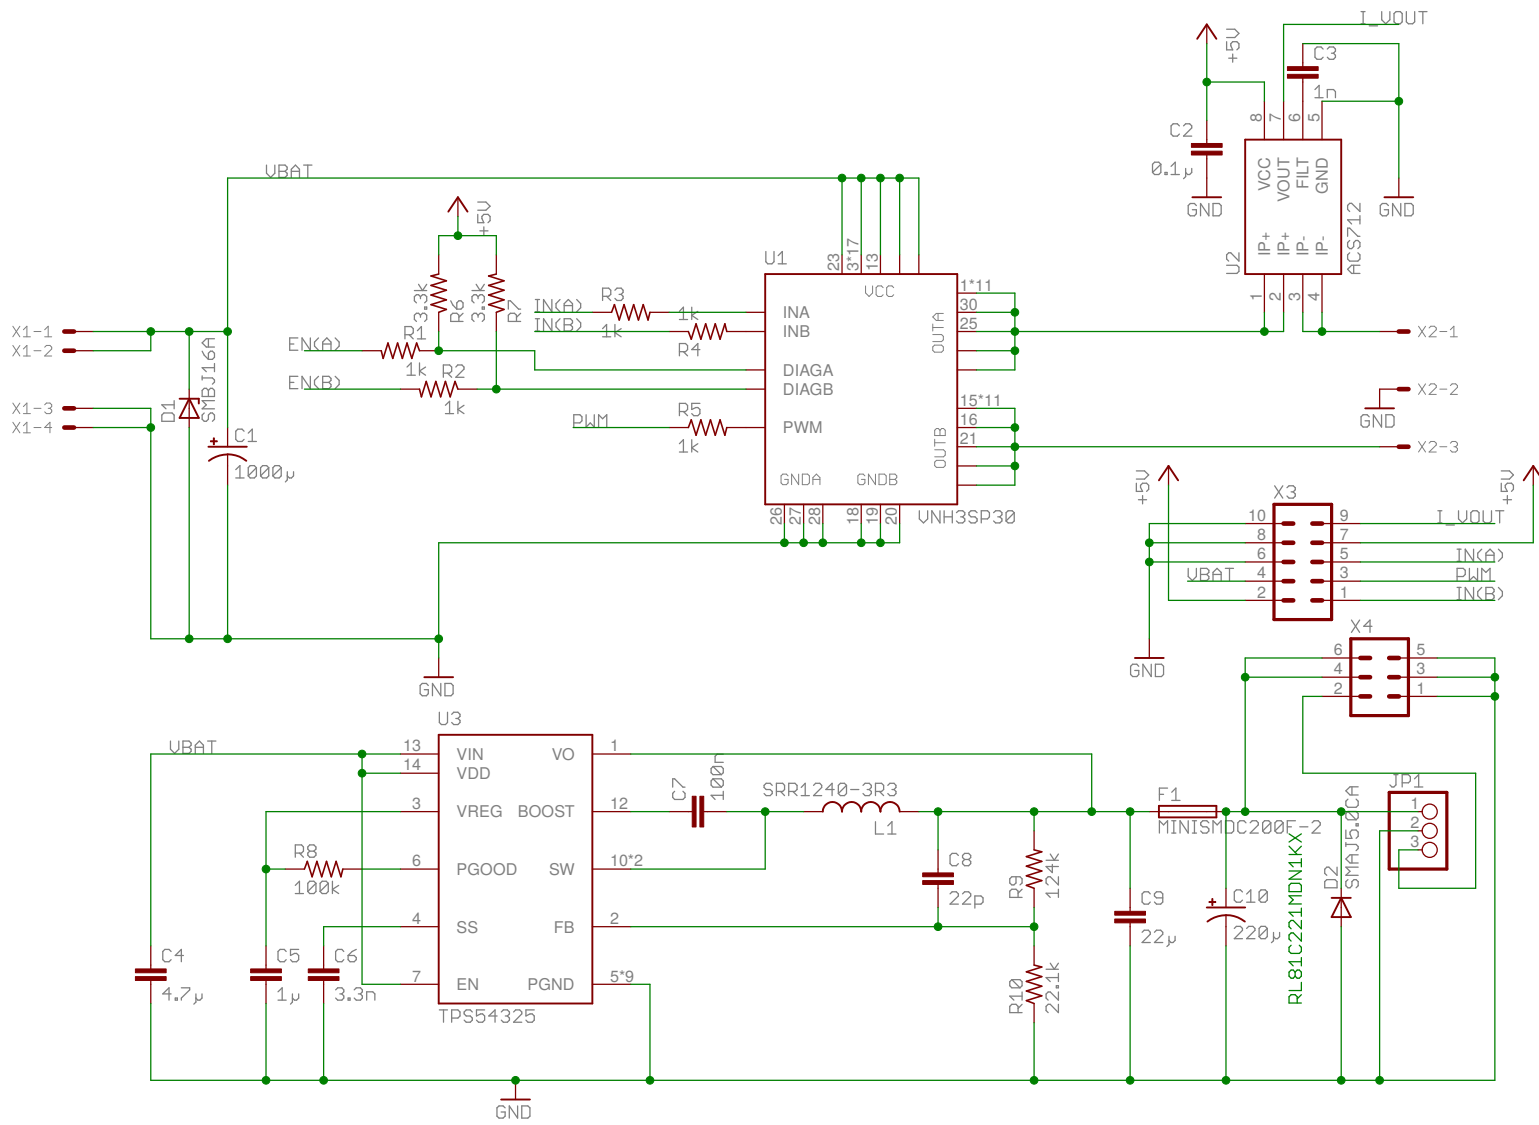 I_VOUT
+5V
C3
1n
C2
0.1µ
GND
GND
8
7
6
5
VCC
VOUT
FILT
GND
IP+
IP+
IP-
IP-
U2
ACS712
1
2
3
4
VBAT
+5V
3.3k
R6
3.3k
R7
U1
23
3*17
13
VCC
IN(A)
R3
1k
IN(B)
1k
R4
INA
INB
EN(A)
R1
1k
EN(B)
R2
1k
DIAGA
DIAGB
PWM
R5
1k
PWM
1*11
30
25
OUTA
15*11
16
21
OUTB
GNDA
GNDB
26
27
28
18
19
20
VNH3SP30
X1-1
X1-2
X1-3
X1-4
D1
SMBJ16A
C1
1000µ
GND
X2-1
X2-2
GND
X2-3
+5V
X3
+5V
10
9
I_VOUT
8
7
6
5
IN(A)
VBAT
4
3
PWM
2
1
IN(B)
GND
X4
6
5
4
3
2
1
U3
VBAT
13
VIN
VO
1
14
VDD
3
VREG
BOOST
12
6
PGOOD
SW
10*2
4
SS
FB
2
7
EN
PGND
5*9
TPS54325
R8
100k
C4
4.7µ
C5
1µ
C6
3.3n
GND
C7
100n
SRR1240-3R3
L1
C8
22p
R9
124k
R10
22.1k
C9
22µ
F1
MINISMDC200F-2
C10
220µ
RL81C221MDN1KX
D2
SMAJ5.0CA
JP1
1
2
3